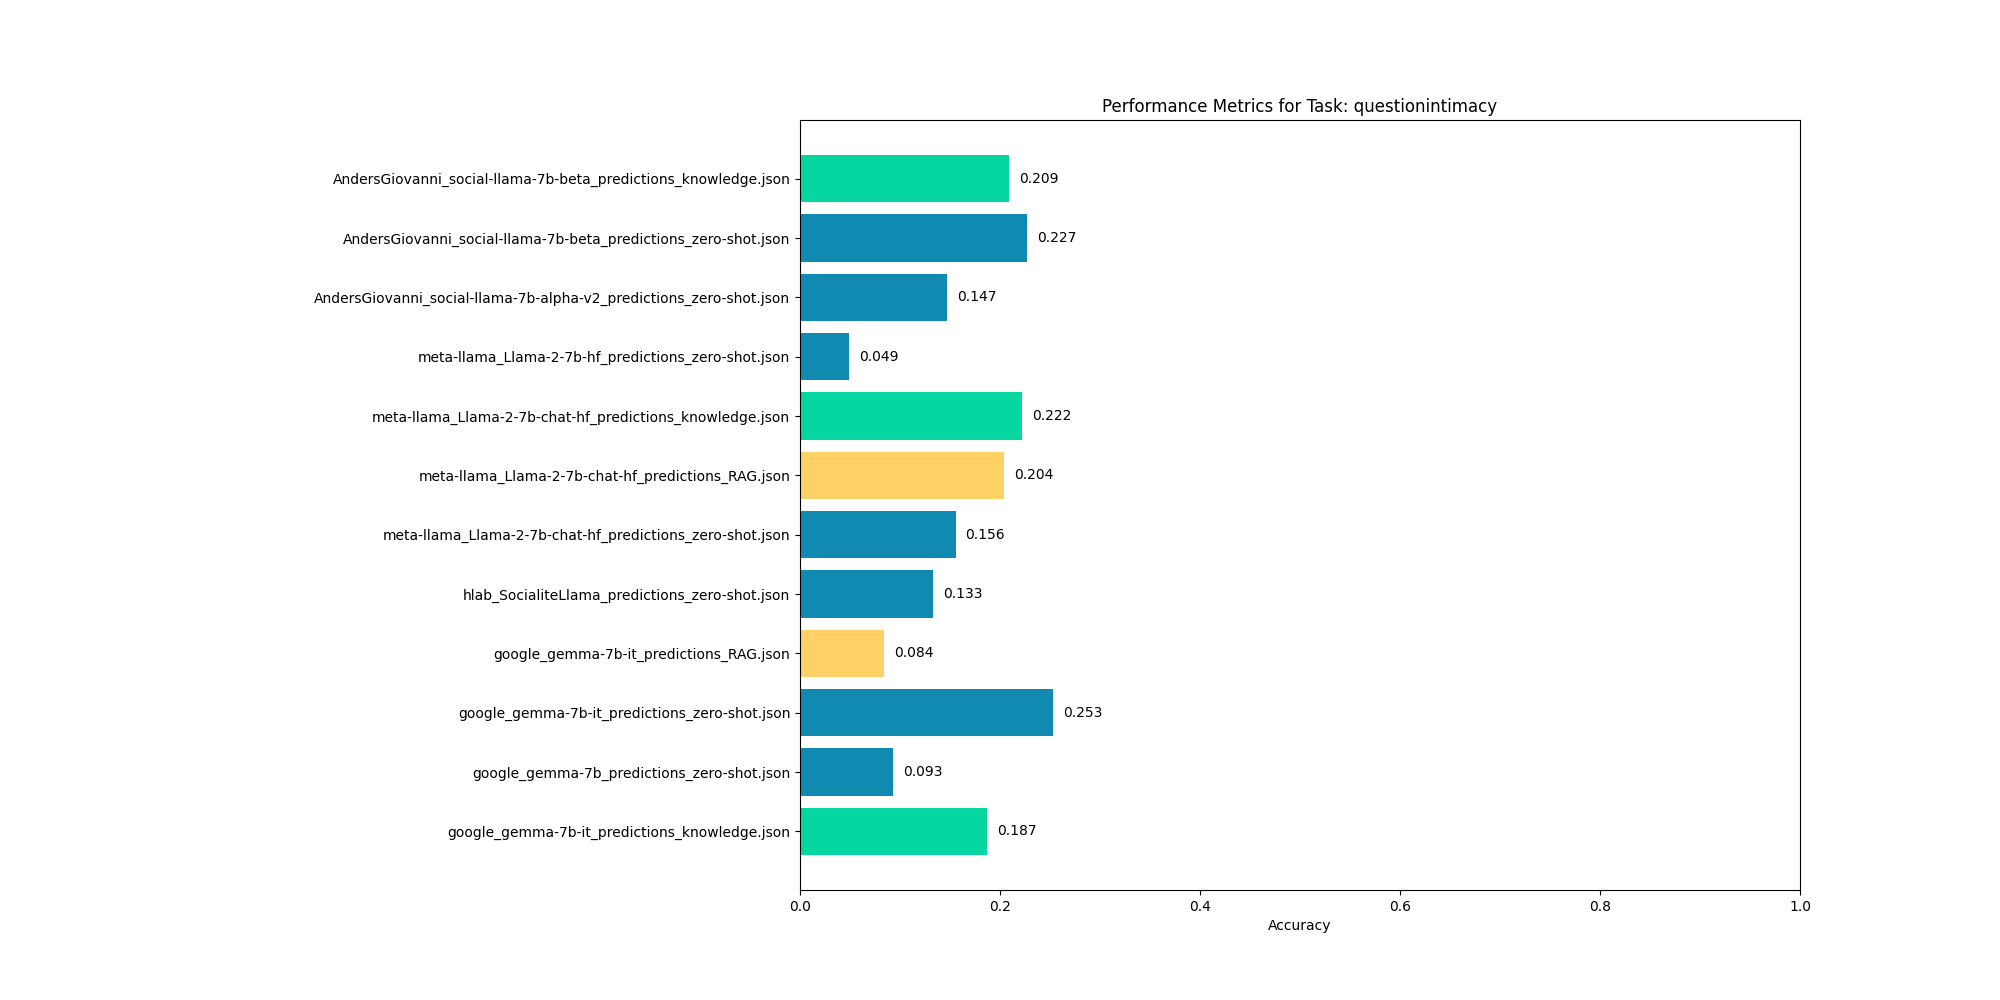 Performance Metrics for Task: questionintimacy
AndersGiovanni_social-llama-7b-beta_predictions_knowledge.json
0.209
AndersGiovanni_social-llama-7b-beta_predictions_zero-shot.json
0.227
AndersGiovanni_social-llama-7b-alpha-v2_predictions_zero-shot.json
0.147
meta-llama_Llama-2-7b-hf_predictions_zero-shot.json
0.049
meta-llama_Llama-2-7b-chat-hf_predictions_knowledge.json
0.222
meta-llama_Llama-2-7b-chat-hf_predictions_RAG.json
0.204
meta-llama_Llama-2-7b-chat-hf_predictions_zero-shot.json
0.156
hlab_SocialiteLlama_predictions_zero-shot.json
0.133
google_gemma-7b-it_predictions_RAG.json
0.084
google_gemma-7b-it_predictions_zero-shot.json
0.253
google_gemma-7b_predictions_zero-shot.json
0.093
google_gemma-7b-it_predictions_knowledge.json
0.187
0.0 0.2 0.4 0.6 0.8 1.0
Accuracy